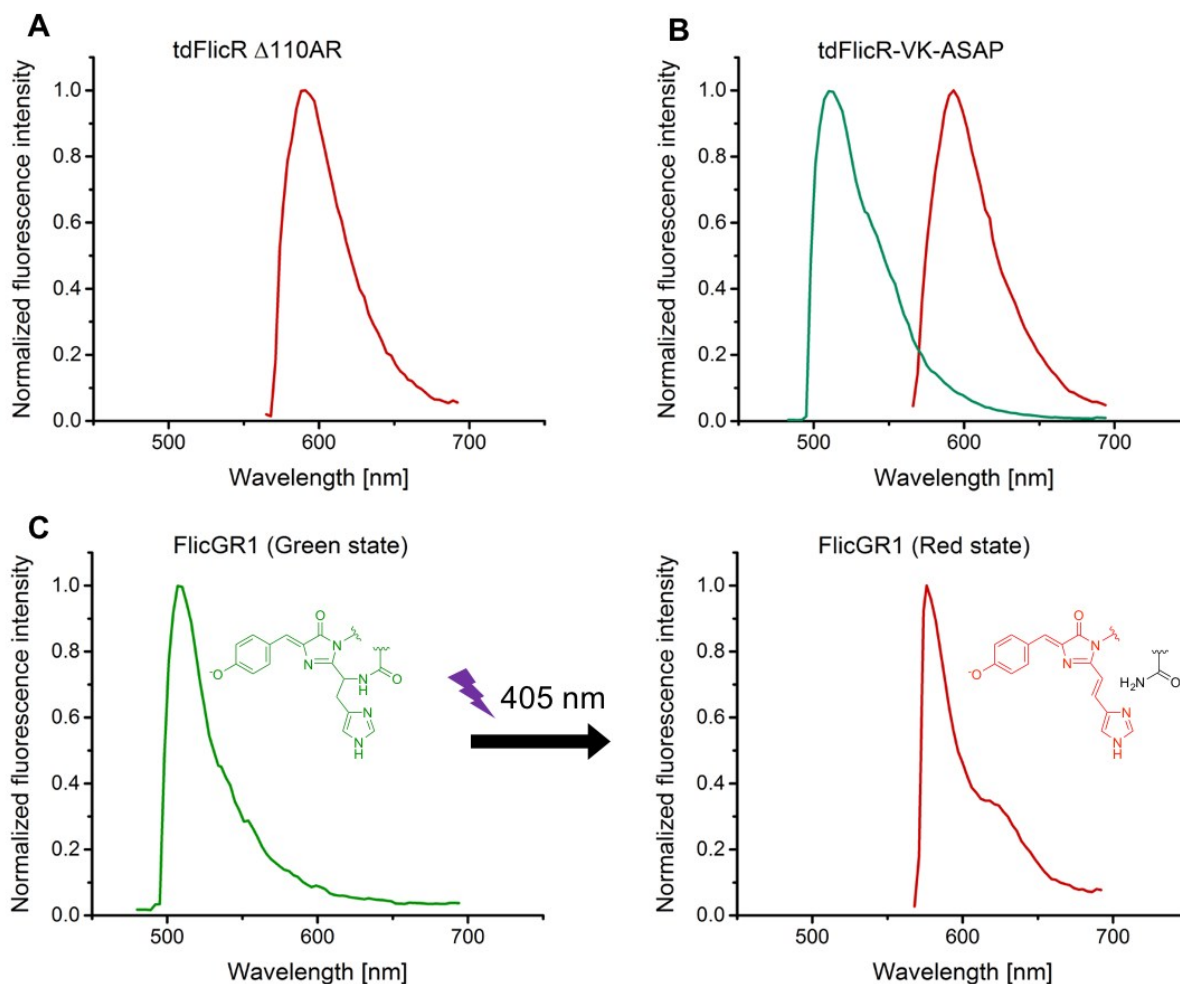 A
tdFlicR Δ110AR
Normalized fluorescence intensity
1.0
0.8
0.6
0.4
0.2
0.0
500
600
700
Wavelength [nm]
B
tdFlicR-VK-ASAP
Normalized fluorescence intensity
1.0
0.8
0.6
0.4
0.2
0.0
500
600
700
Wavelength [nm]
C
FlicGR1 (Green state)
Normalized fluorescence intensity
1.0
0.8
0.6
0.4
0.2
0.0
500
600
700
Wavelength [nm]
O
N
-O
N
NH
O
N
N
H
405 nm
FlicGR1 (Red state)
Normalized fluorescence intensity
1.0
0.8
0.6
0.4
0.2
0.0
500
600
700
Wavelength [nm]
O
N
-O
N
H2N
O
N
N
H